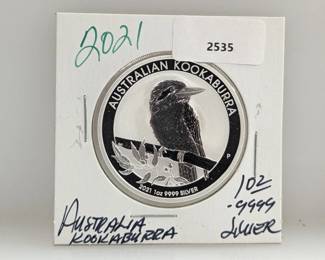 2021
2535
AUSTRALIAN KOOKABURRA
P
2021 1oz 9999 SILVER
AUSTRALIA
KOOKABURRA
1oz
.9999
SILVER